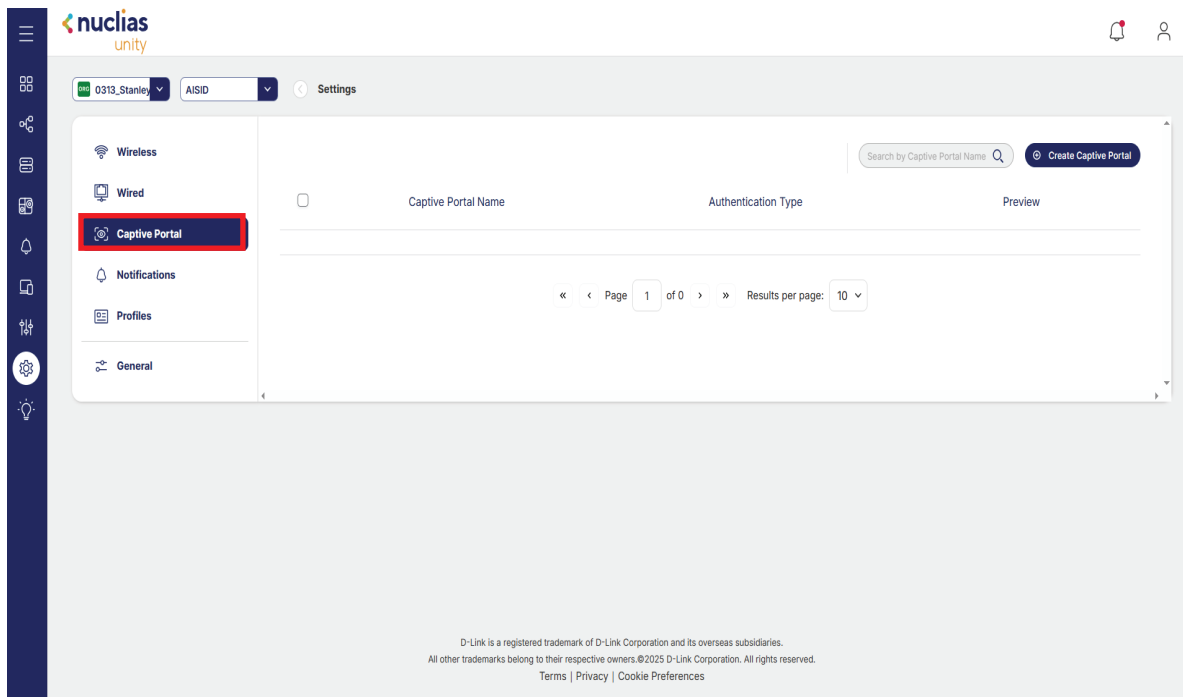 nuclias
unity
ORG 0313_Stanley AISID Settings
Wireless
Wired
Captive Portal
Notifications
Profiles
General
Search by Captive Portal Name Create Captive Portal
Captive Portal Name Authentication Type Preview
« ‹ Page 1 of 0 › » Results per page: 10
D-Link is a registered trademark of D-Link Corporation and its overseas subsidiaries.
All other trademarks belong to their respective owners.©2025 D-Link Corporation. All rights reserved.
Terms | Privacy | Cookie Preferences